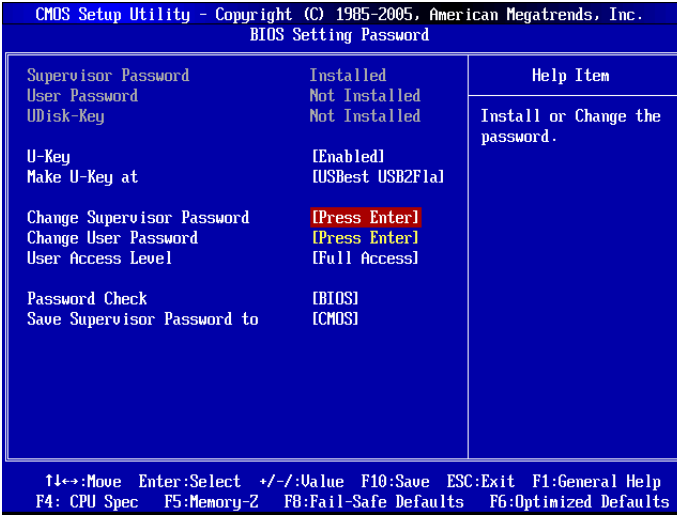 CMOS Setup Utility - Copyright (C) 1985-2005, American Megatrends, Inc.
BIOS Setting Password
Supervisor Password Installed
User Password Not Installed
UDisk-Key Not Installed
U-Key [Enabled]
Make U-Key at [USBest USB2Fla]
Change Supervisor Password [Press Enter]
Change User Password [Press Enter]
User Access Level [Full Access]
Password Check [BIOS]
Save Supervisor Password to [CMOS]
Help Item
Install or Change the
password.
↑↓←→:Move Enter:Select +/-/:Value F10:Save ESC:Exit F1:General Help
F4: CPU Spec F5:Memory-Z F8:Fail-Safe Defaults F6:Optimized Defaults